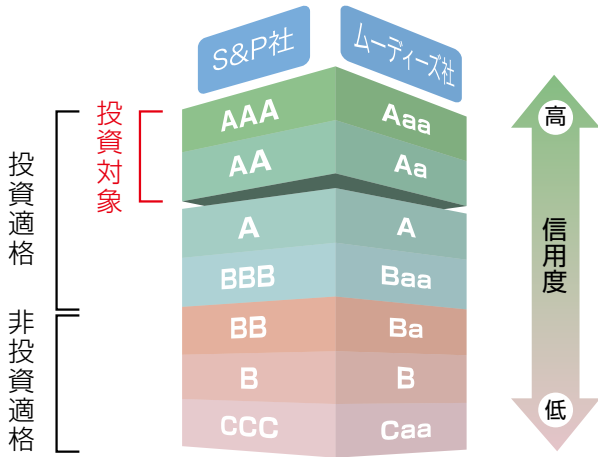 S&P社
ムーディーズ社
投資適格
投資対象
AAA
Aaa
AA
Aa
A
A
BBB
Baa
非投資適格
BB
Ba
B
B
CCC
Caa
高
信用度
低